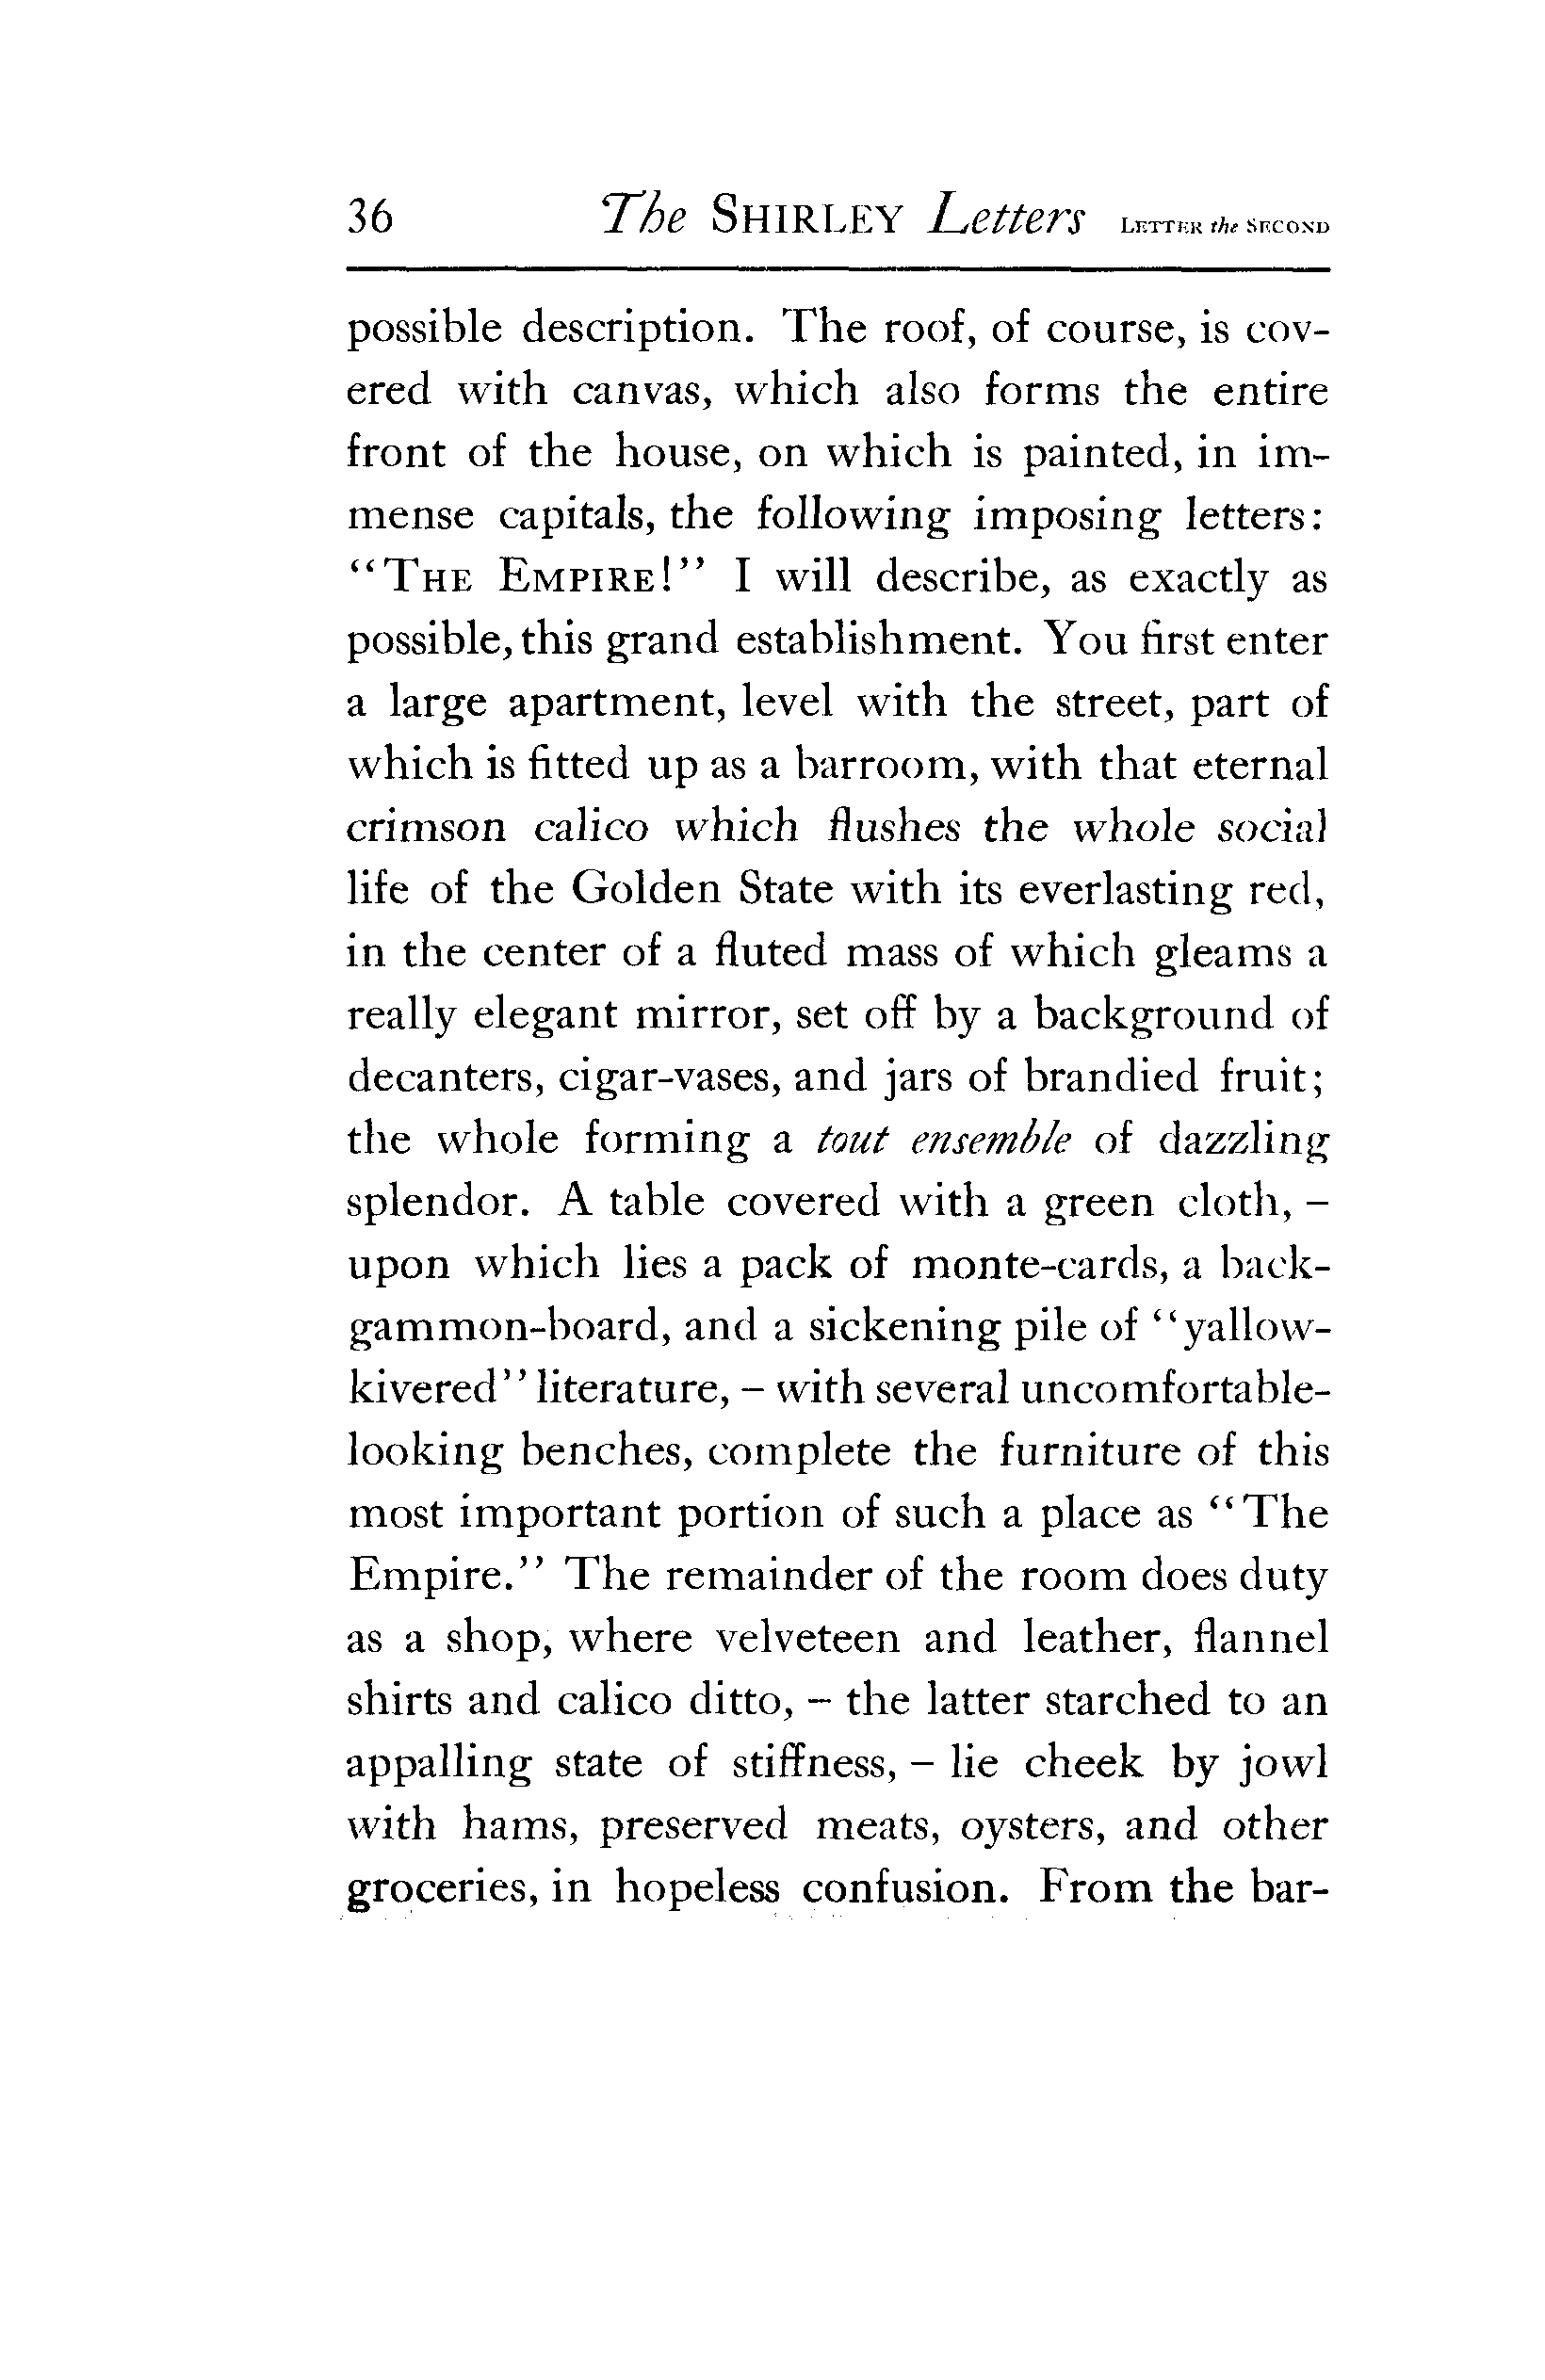 36 The SHIRLEY Letters LETTER the SECOND
possible description. The roof, of course, is cov-
ered with canvas, which also forms the entire
front of the house, on which is painted, in im-
mense capitals, the following imposing letters:
“THE EMPIRE!” I will describe, as exactly as
possible, this grand establishment. You first enter
a large apartment, level with the street, part of
which is fitted up as a barroom, with that eternal
crimson calico which flushes the whole social
life of the Golden State with its everlasting red,
in the center of a fluted mass of which gleams a
really elegant mirror, set off by a background of
decanters, cigar-vases, and jars of brandied fruit;
the whole forming a tout ensemble of dazzling
splendor. A table covered with a green cloth, –
upon which lies a pack of monte-cards, a back-
gammon-board, and a sickening pile of “yallow-
kivered” literature, – with several uncomfortable-
looking benches, complete the furniture of this
most important portion of such a place as “The
Empire.” The remainder of the room does duty
as a shop, where velveteen and leather, flannel
shirts and calico ditto, – the latter starched to an
appalling state of stiffness, – lie cheek by jowl
with hams, preserved meats, oysters, and other
groceries, in hopeless confusion. From the bar-